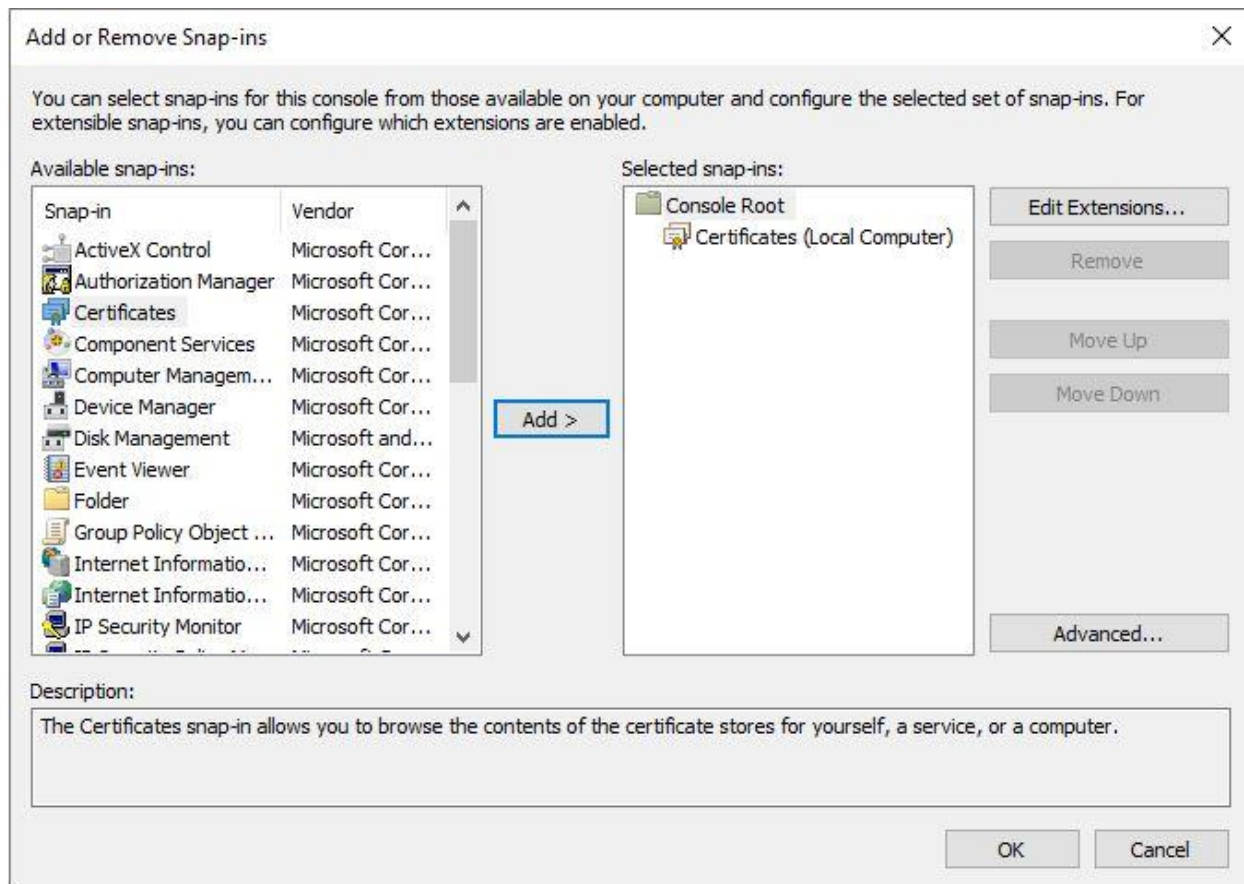 Add or Remove Snap-ins
You can select snap-ins for this console from those available on your computer and configure the selected set of snap-ins. For
extensible snap-ins, you can configure which extensions are enabled.
Available snap-ins:
Snap-in Vendor
ActiveX Control Microsoft Cor...
Authorization Manager Microsoft Cor...
Certificates Microsoft Cor...
Component Services Microsoft Cor...
Computer Managem... Microsoft Cor...
Device Manager Microsoft Cor...
Disk Management Microsoft and...
Event Viewer Microsoft Cor...
Folder Microsoft Cor...
Group Policy Object ... Microsoft Cor...
Internet Informatio... Microsoft Cor...
Internet Informatio... Microsoft Cor...
IP Security Monitor Microsoft Cor...
Add >
Selected snap-ins:
Console Root
Certificates (Local Computer)
Edit Extensions...
Remove
Move Up
Move Down
Advanced...
Description:
The Certificates snap-in allows you to browse the contents of the certificate stores for yourself, a service, or a computer.
OK
Cancel